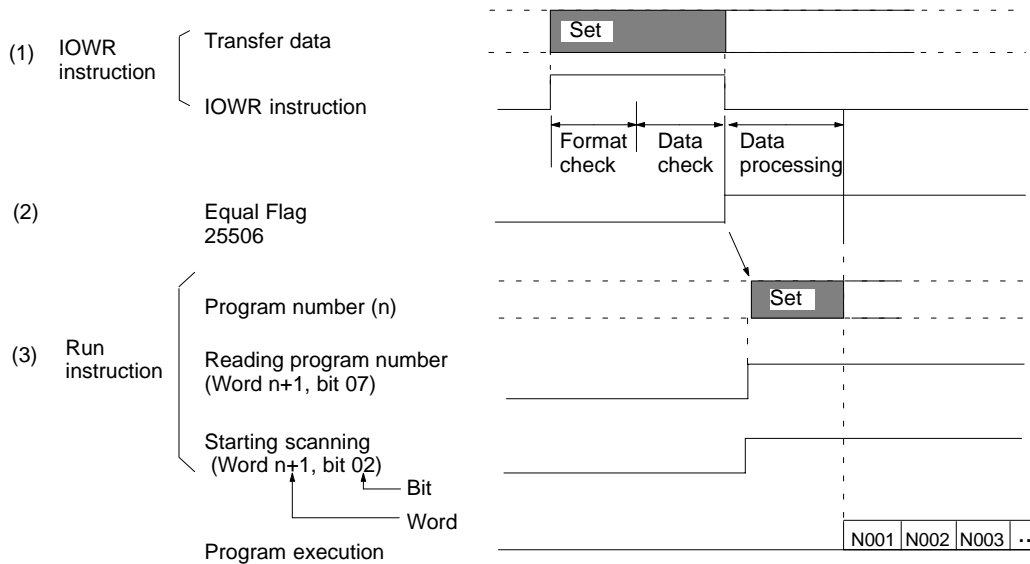 (1) IOWR
instruction
Transfer data
Set
IOWR instruction
Format
check
Data
check
Data
processing
(2) Equal Flag
25506
Program number (n)
Set
(3) Run
instruction
Reading program number
(Word n+1, bit 07)
Starting scanning
(Word n+1, bit 02)
Bit
Word
Program execution
N001 N002 N003 ..